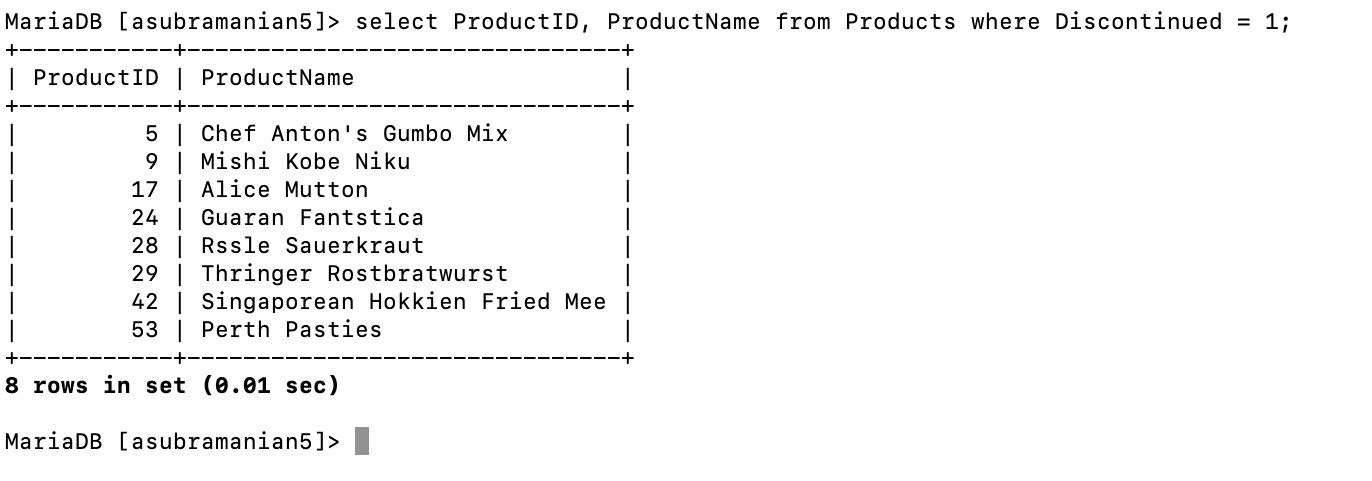 MariaDB [asubramanian5]> select ProductID, ProductName from Products where Discontinued = 1;
+-----------+-------------------------------+
| ProductID | ProductName                   |
+-----------+-------------------------------+
|         5 | Chef Anton's Gumbo Mix        |
|         9 | Mishi Kobe Niku               |
|        17 | Alice Mutton                  |
|        24 | Guaran Fantstica              |
|        28 | Rssle Sauerkraut              |
|        29 | Thringer Rostbratwurst        |
|        42 | Singaporean Hokkien Fried Mee |
|        53 | Perth Pasties                 |
+-----------+-------------------------------+
8 rows in set (0.01 sec)
MariaDB [asubramanian5]>